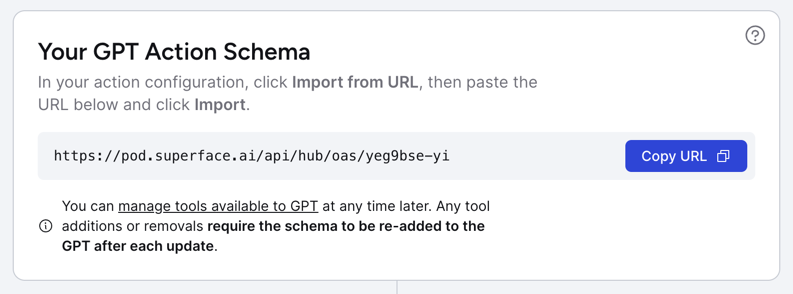 Your GPT Action Schema
In your action configuration, click Import from URL, then paste the
URL below and click Import.
https://pod.superface.ai/api/hub/oas/yeg9bse-yi
Copy URL
You can manage tools available to GPT at any time later. Any tool
additions or removals require the schema to be re-added to the
GPT after each update.